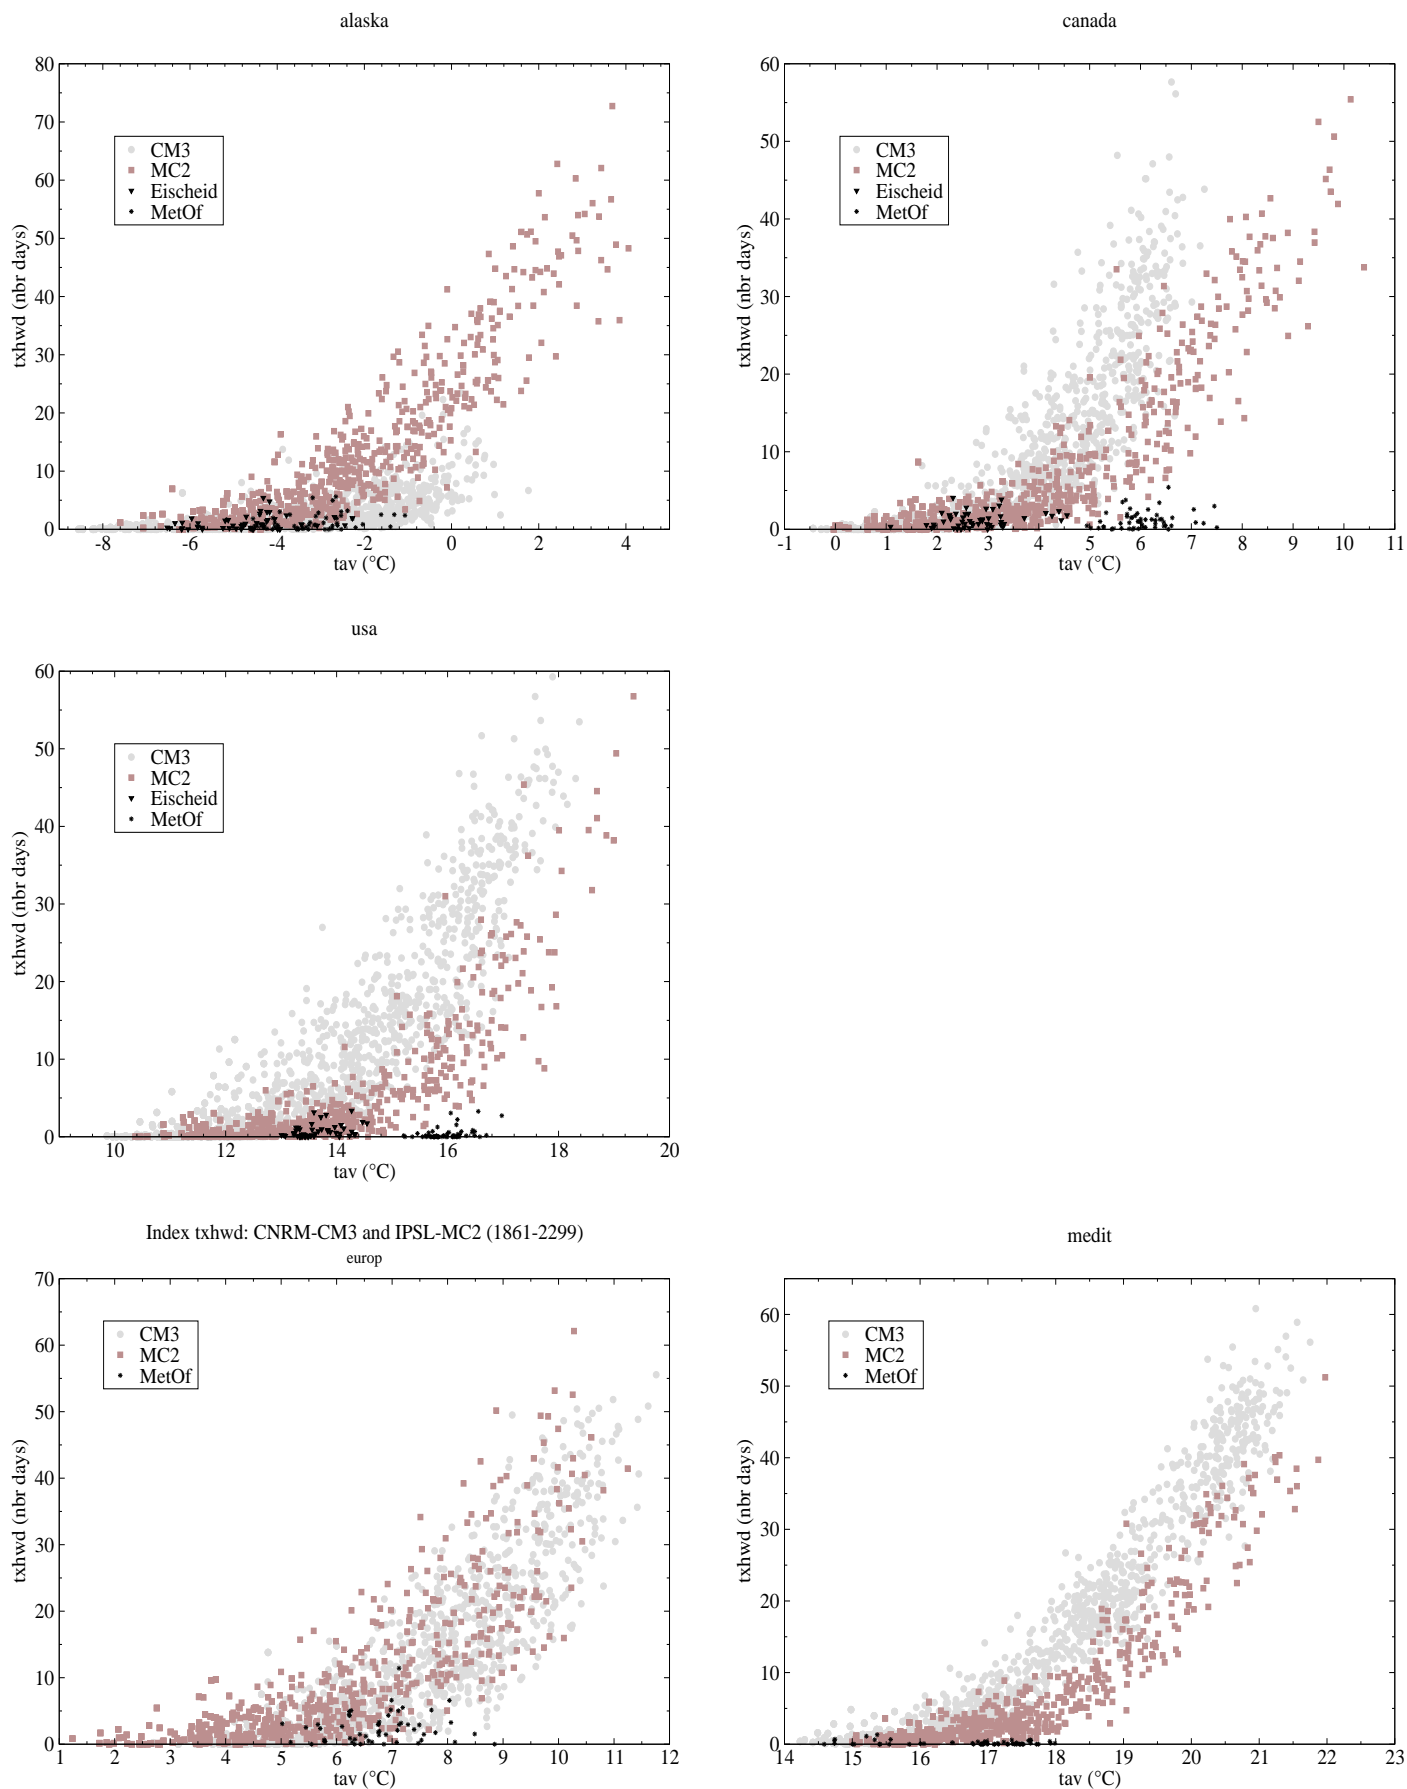 alaska
80
70
60
50
40
30
20
10
0
txhwd (nbr days)
CM3
MC2
Eischeid
MetOf
-8 -6 -4 -2 0 2 4
tav (°C)
canada
60
50
40
30
20
10
0
txhwd (nbr days)
CM3
MC2
Eischeid
MetOf
-1 0 1 2 3 4 5 6 7 8 9 10 11
tav (°C)
usa
60
50
40
30
20
10
0
txhwd (nbr days)
CM3
MC2
Eischeid
MetOf
10 12 14 16 18 20
tav (°C)
Index txhwd: CNRM-CM3 and IPSL-MC2 (1861-2299)
europ
70
60
50
40
30
20
10
0
txhwd (nbr days)
CM3
MC2
MetOf
1 2 3 4 5 6 7 8 9 10 11 12
tav (°C)
medit
60
50
40
30
20
10
0
txhwd (nbr days)
CM3
MC2
MetOf
14 15 16 17 18 19 20 21 22 23
tav (°C)